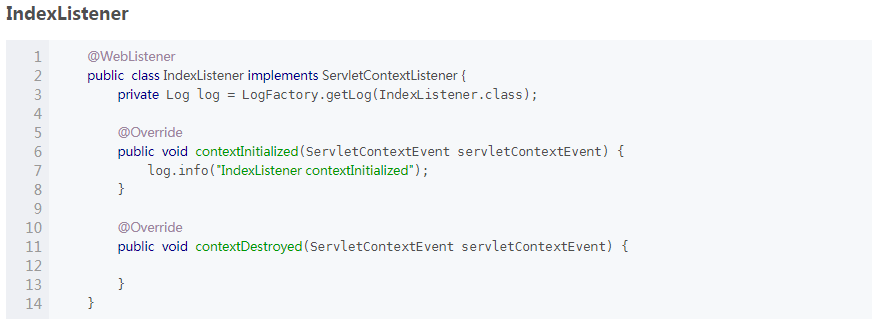 IndexListener
1 @WebListener
2 public class IndexListener implements ServletContextListener {
3 private Log log = LogFactory.getLog(IndexListener.class);
4
5 @Override
6 public void contextInitialized(ServletContextEvent servletContextEvent) {
7 log.info("IndexListener contextInitialized");
8 }
9
10 @Override
11 public void contextDestroyed(ServletContextEvent servletContextEvent) {
12
13 }
14 }